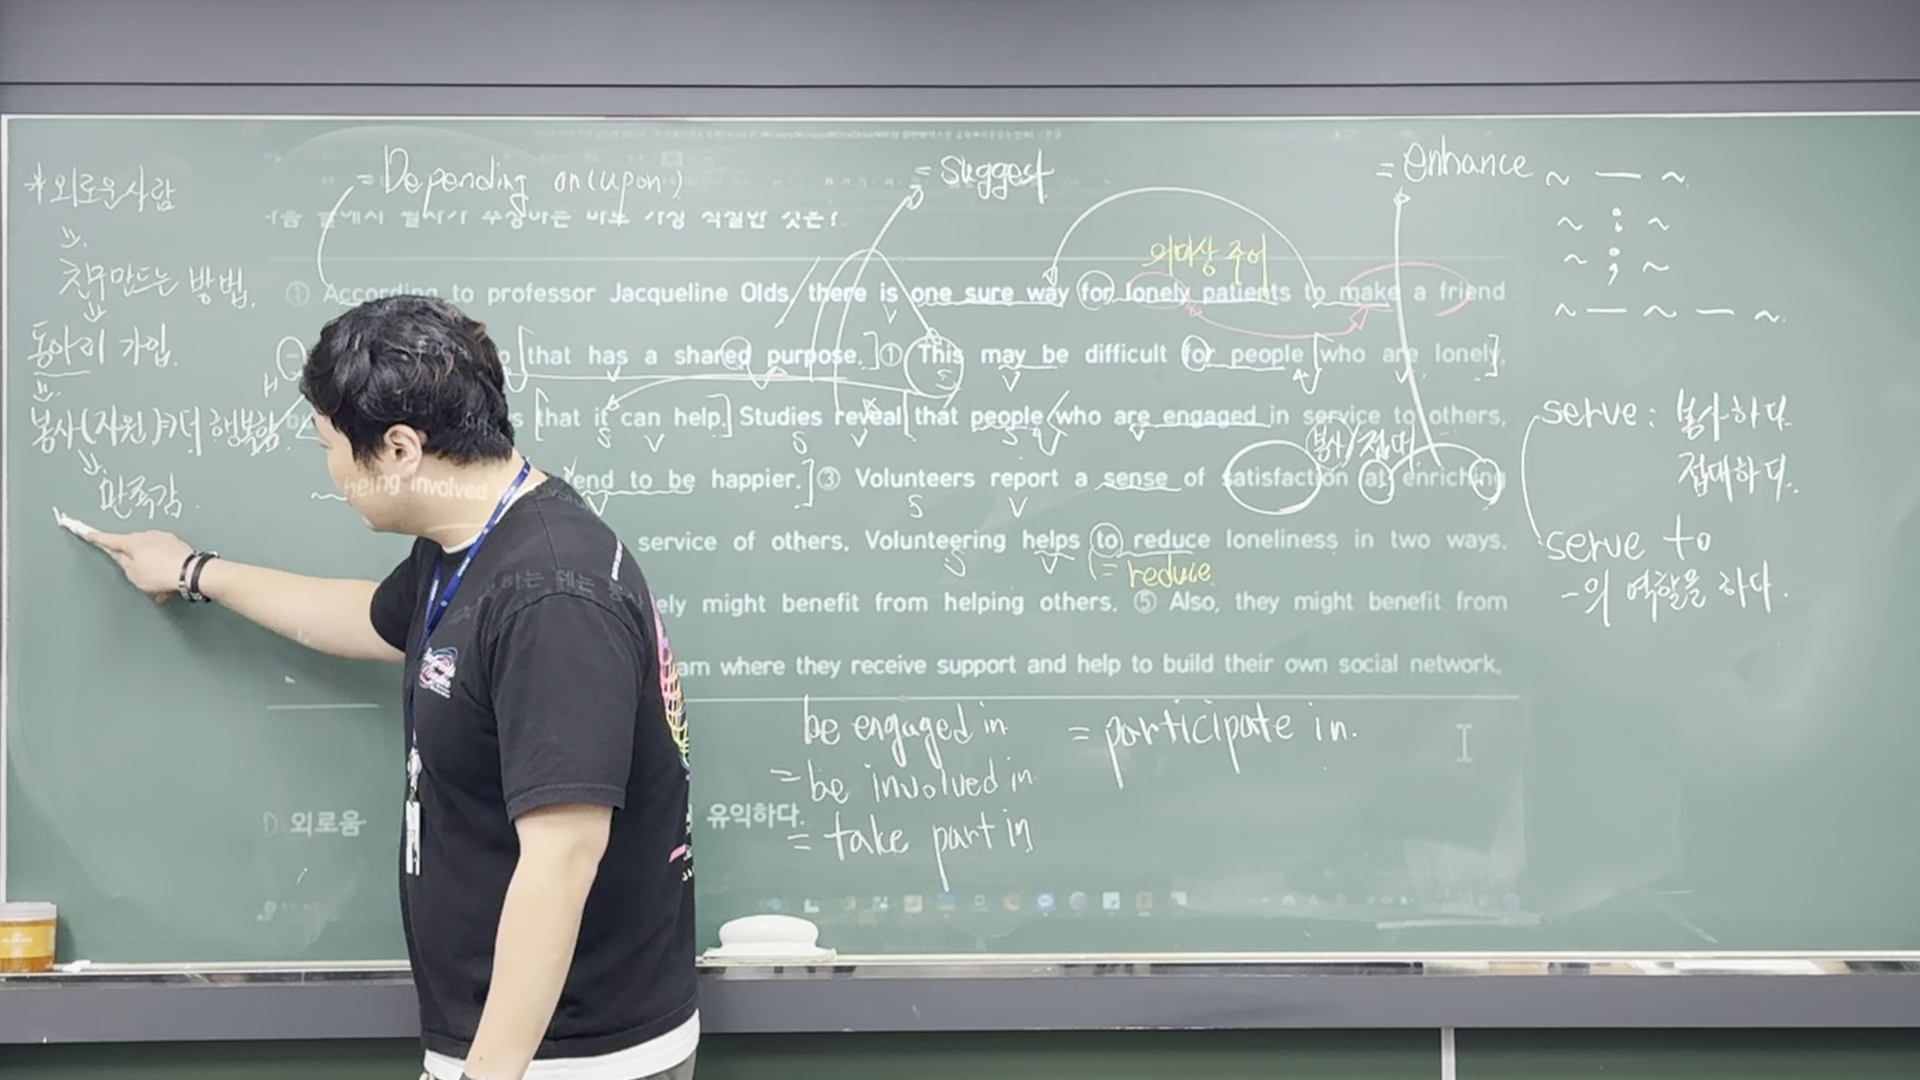 *외로운사람
친구만드는 방법.
동아리 가입.
봉사(자원)
더 행복함
만족감.
= Depending on(upon)
= Suggest
= enhance
~ — ~
~ : ~
~ ; ~
~ — ~ — ~.
의미상 주어
① According to professor Jacqueline Olds, there is one sure way for lonely patients to make a friend
that has a shared purpose. ① This may be difficult for people who are lonely,
that it can help. Studies reveal that people who are engaged in service to others,
봉사/접대
being involved
tend to be happier. ③ Volunteers report a sense of satisfaction at enriching
service of others. Volunteering helps to reduce loneliness in two ways.
= reduce
ely might benefit from helping others. ⑤ Also, they might benefit from
am where they receive support and help to build their own social network.
serve: 봉사하다.
접대하다.
serve to
-의 역할을 하다.
be engaged in = participate in.
= be involved in
= take part in
외로움
유익하다.
S V